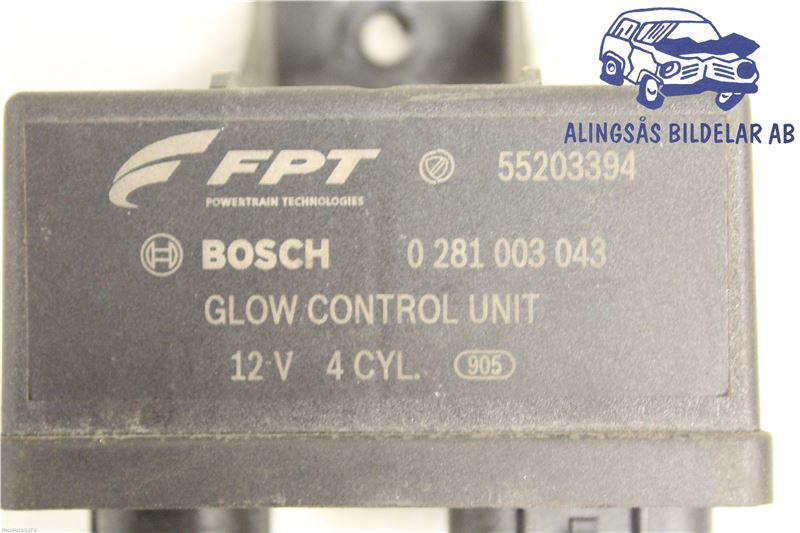 ALINGSÅS BILDELAR AB
FPT 55203394
POWERTRAIN TECHNOLOGIES
BOSCH 0 281 003 043
GLOW CONTROL UNIT
12 V 4 CYL. 905